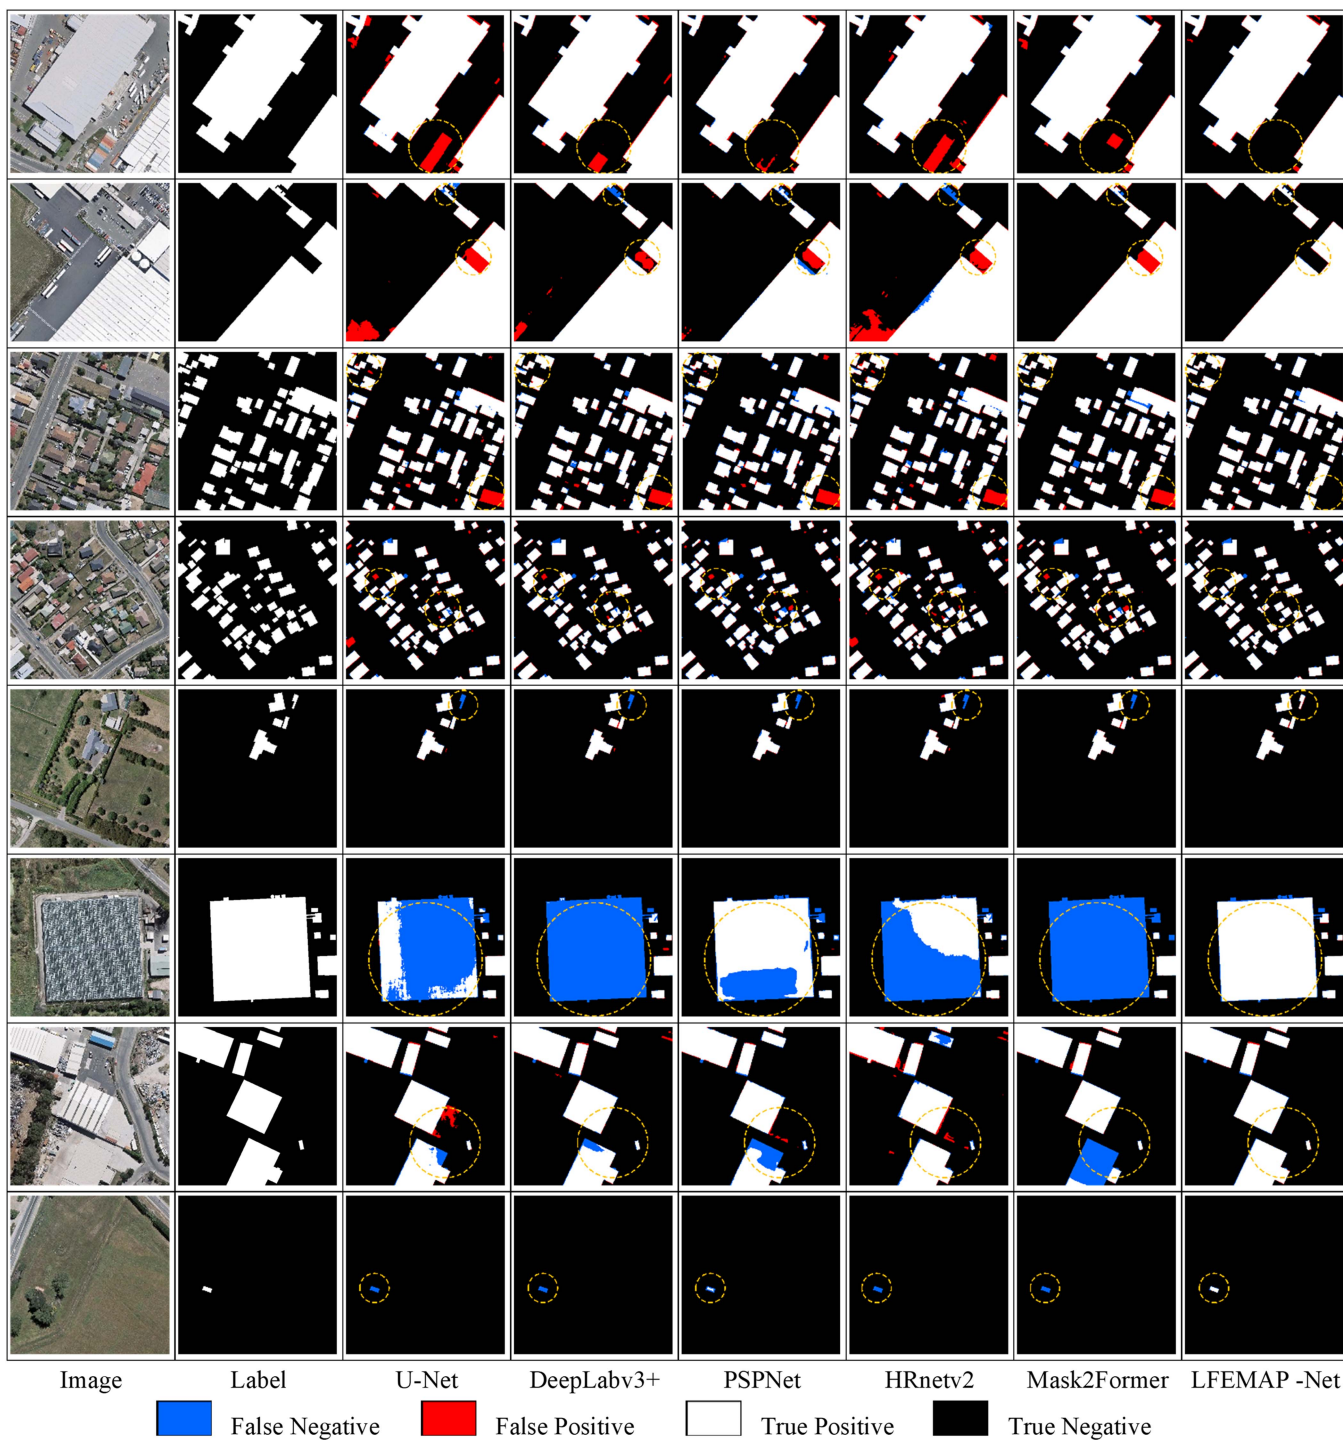 Image Label U-Net DeepLabv3+ PSPNet HRnetv2 Mask2Former LFEMAP -Net
False Negative False Positive True Positive True Negative